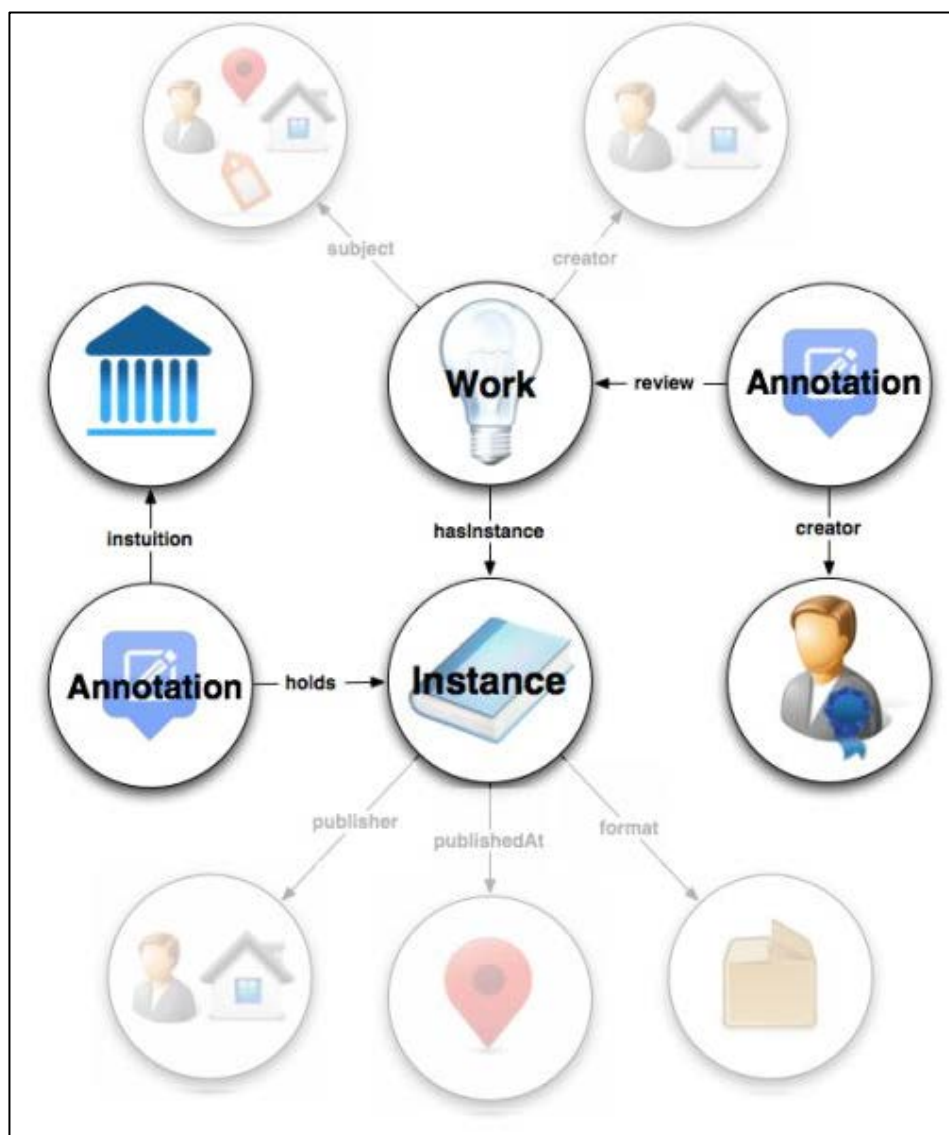 subject
creator
Work
review
Annotation
hasInstance
creator
instuition
Annotation
holds
Instance
publisher
publishedAt
format